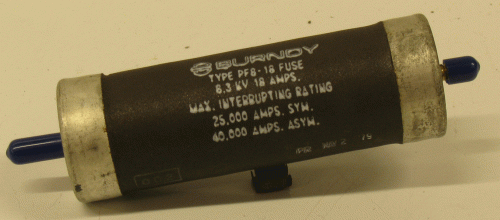 BURNDY
TYPE PFB-18 FUSE
8.3 KV 18 AMPS.
MAX. INTERRUPTING RATING
25,000 AMPS. SYM.
40,000 AMPS. ASYM.